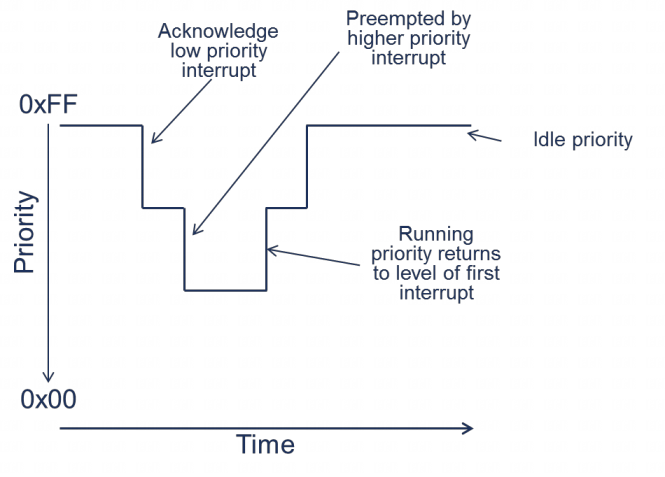 Acknowledge
low priority
interrupt
Preempted by
higher priority
interrupt
0xFF
Idle priority
Priority
Running
priority returns
to level of first
interrupt
0x00
Time